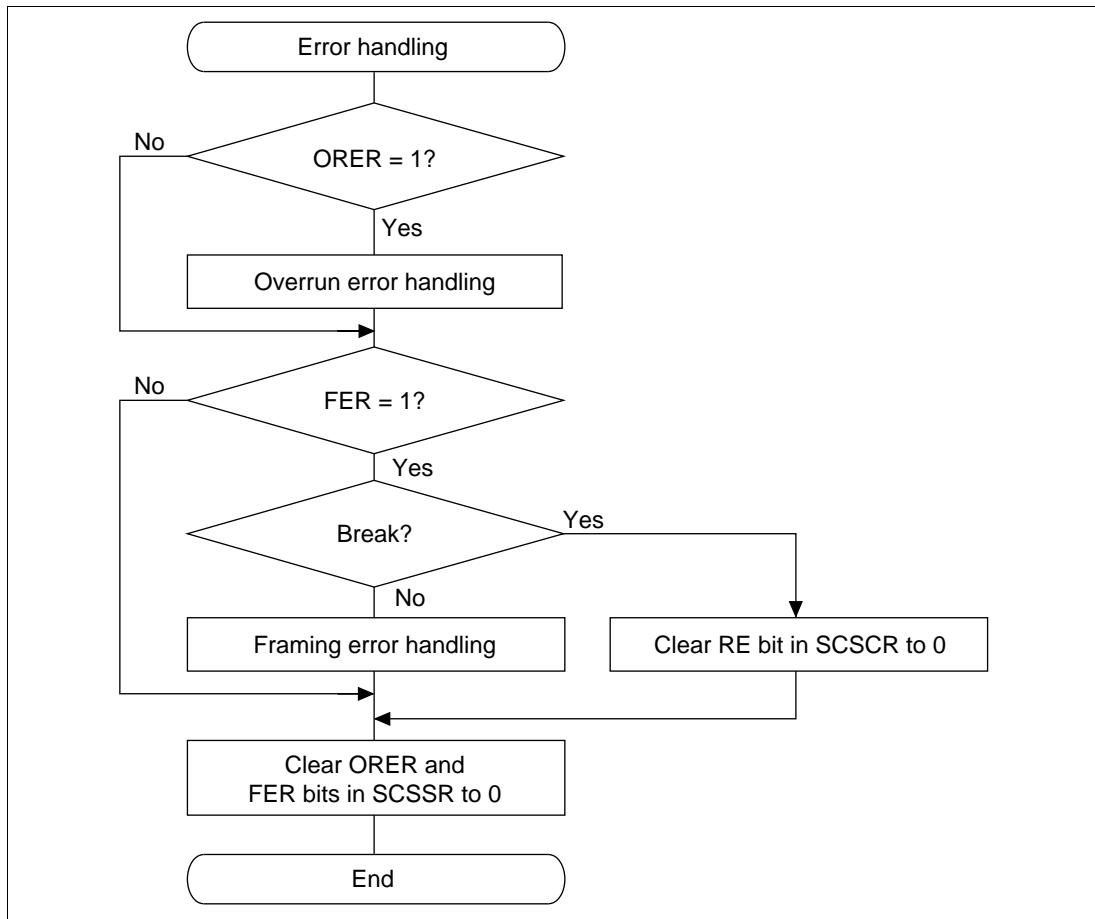 Error handling
No
ORER = 1?
Yes
Overrun error handling
No
FER = 1?
Yes
Break?
Yes
No
Framing error handling
Clear RE bit in SCSCR to 0
Clear ORER and
FER bits in SCSSR to 0
End